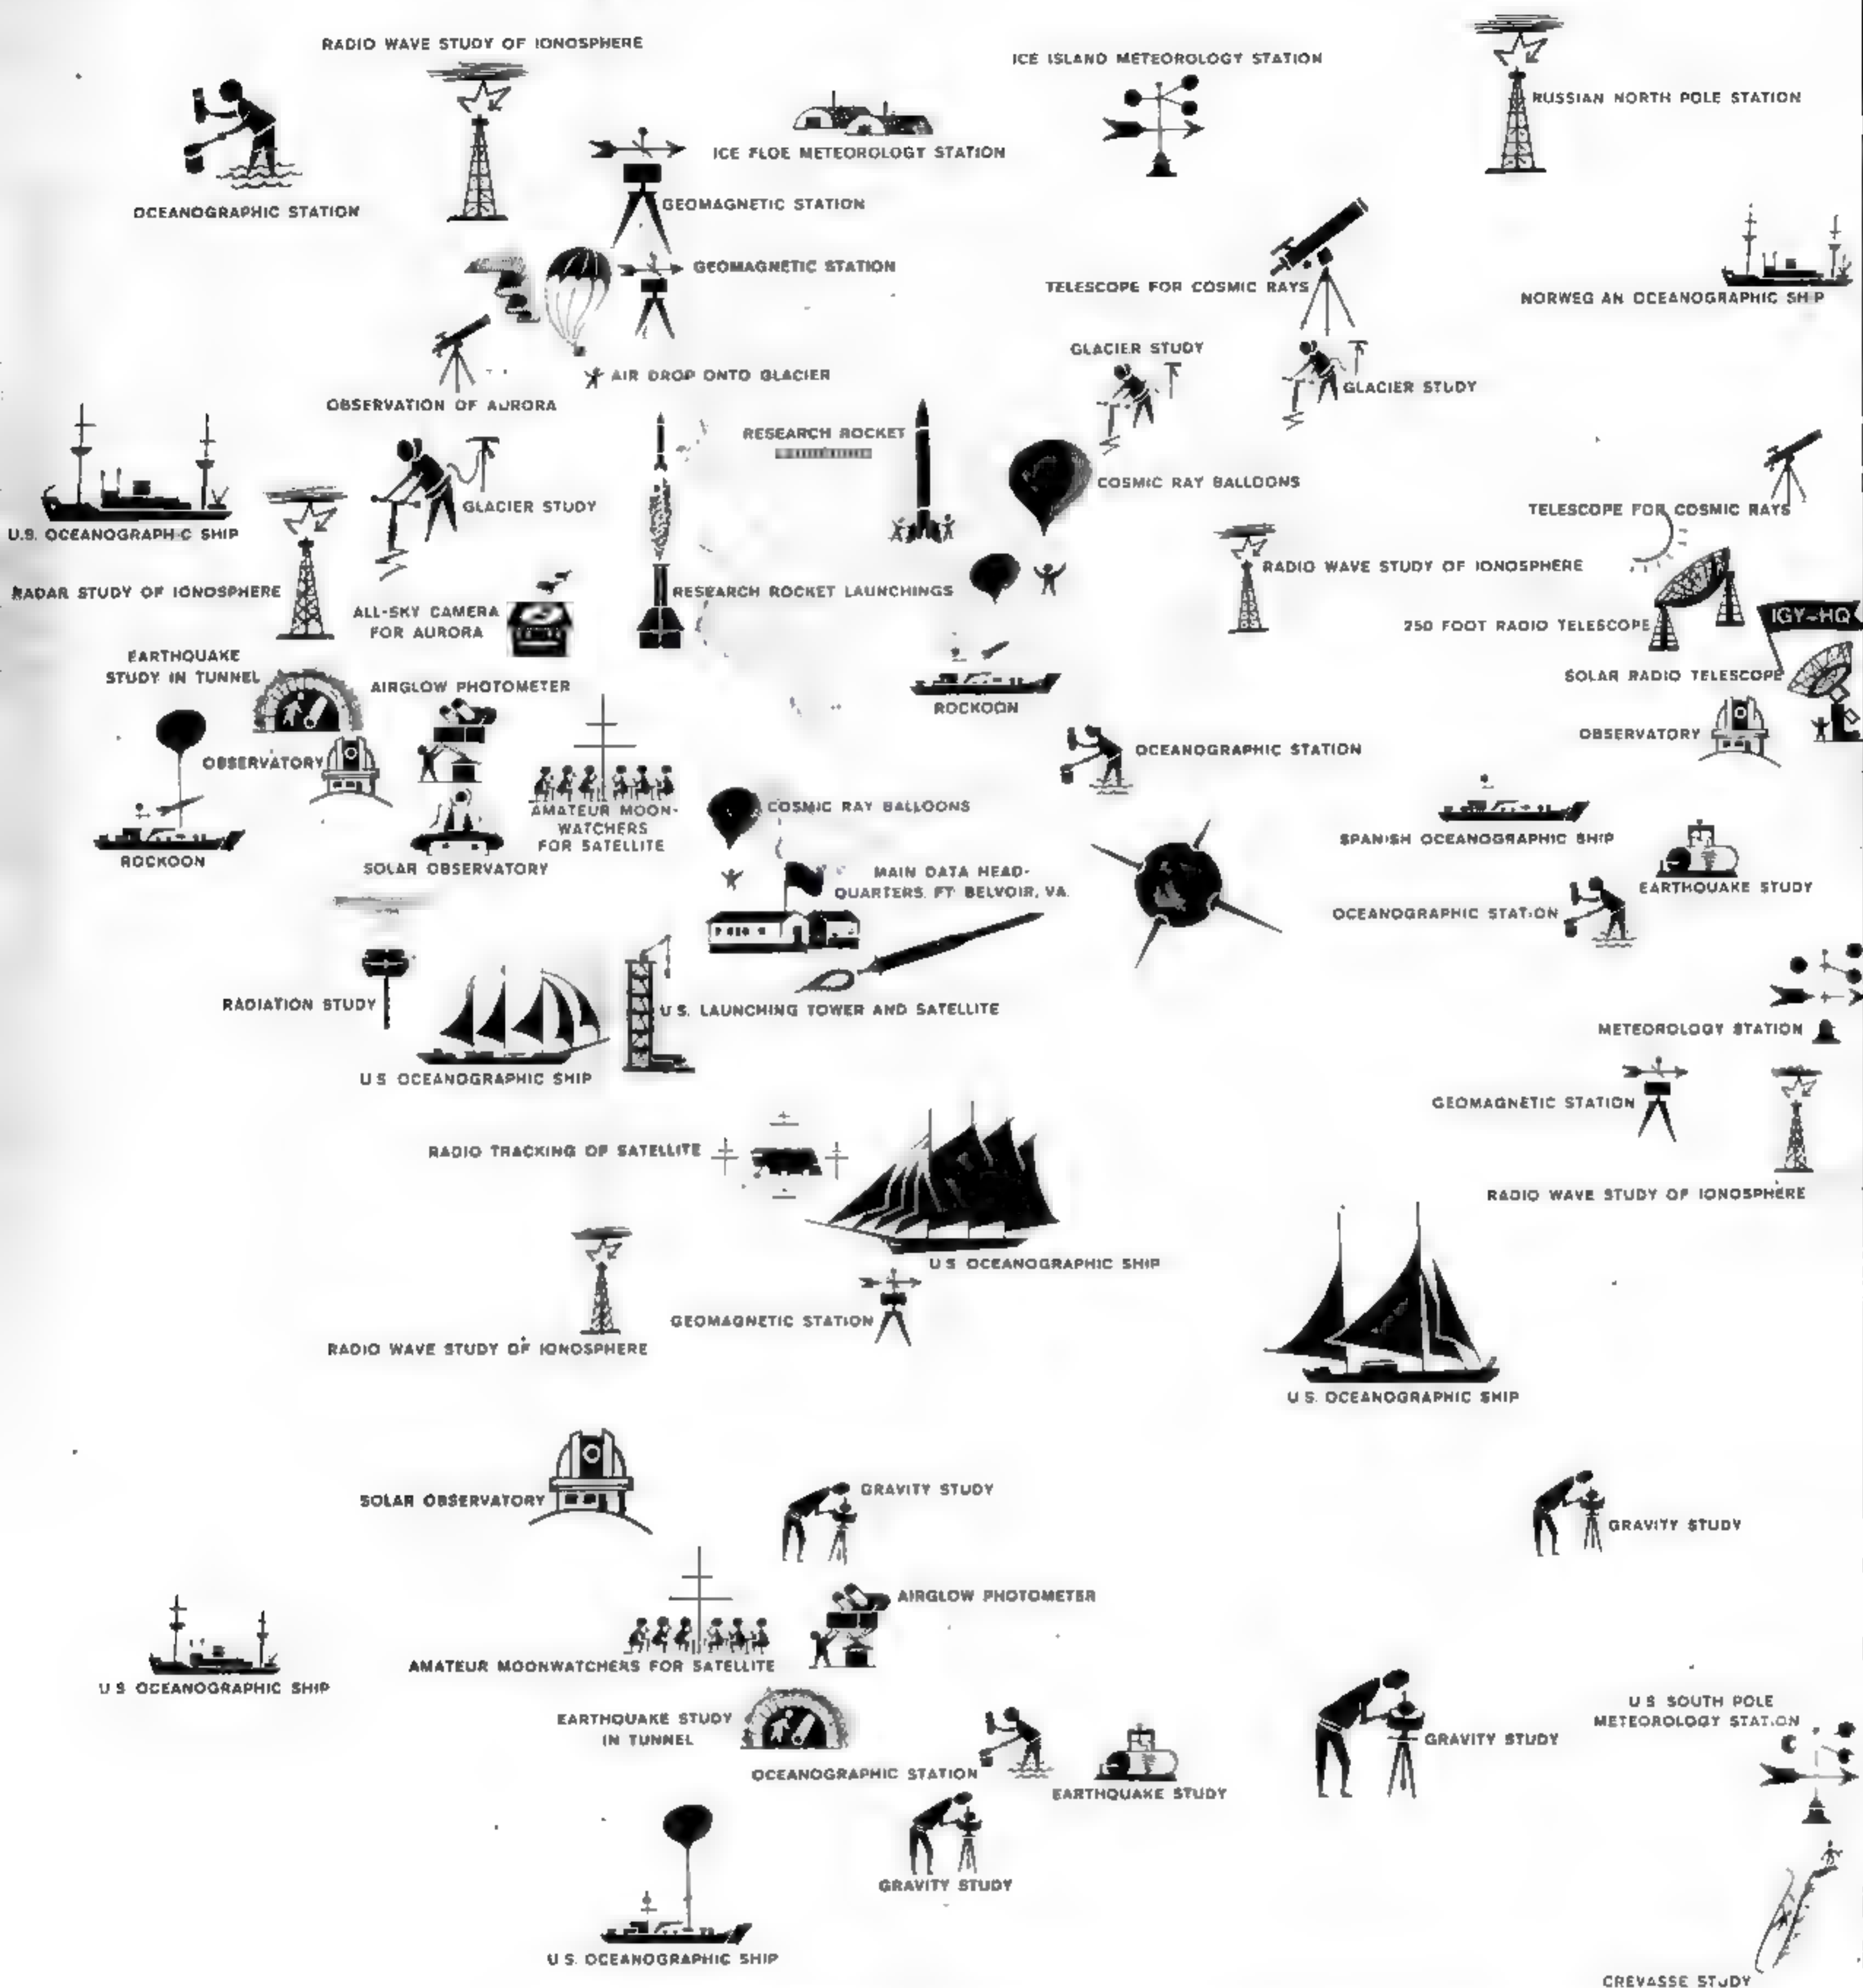 RADIO WAVE STUDY OF IONOSPHERE
ICE ISLAND METEOROLOGY STATION
RUSSIAN NORTH POLE STATION
ICE FLOE METEOROLOGY STATION
OCEANOGRAPHIC STATION
GEOMAGNETIC STATION
GEOMAGNETIC STATION
TELESCOPE FOR COSMIC RAYS
NORWEG AN OCEANOGRAPHIC SHIP
GLACIER STUDY
AIR DROP ONTO GLACIER
GLACIER STUDY
OBSERVATION OF AURORA
RESEARCH ROCKET
COSMIC RAY BALLOONS
GLACIER STUDY
TELESCOPE FOR COSMIC RAYS
U.S. OCEANOGRAPHIC SHIP
RADIO WAVE STUDY OF IONOSPHERE
RADAR STUDY OF IONOSPHERE
RESEARCH ROCKET LAUNCHINGS
ALL-SKY CAMERA
FOR AURORA
250 FOOT RADIO TELESCOPE
IGY-HQ
EARTHQUAKE
STUDY IN TUNNEL
AIRGLOW PHOTOMETER
SOLAR RADIO TELESCOPE
ROCKOON
OBSERVATORY
OCEANOGRAPHIC STATION
OBSERVATORY
AMATEUR MOON-
WATCHERS
FOR SATELLITE
COSMIC RAY BALLOONS
SPANISH OCEANOGRAPHIC SHIP
ROCKOON
SOLAR OBSERVATORY
MAIN DATA HEAD-
QUARTERS. FT BELVOIR, VA.
EARTHQUAKE STUDY
OCEANOGRAPHIC STATION
RADIATION STUDY
U.S. LAUNCHING TOWER AND SATELLITE
METEOROLOGY STATION
U S OCEANOGRAPHIC SHIP
GEOMAGNETIC STATION
RADIO TRACKING OF SATELLITE
RADIO WAVE STUDY OF IONOSPHERE
U S OCEANOGRAPHIC SHIP
GEOMAGNETIC STATION
RADIO WAVE STUDY OF IONOSPHERE
U S. OCEANOGRAPHIC SHIP
SOLAR OBSERVATORY
GRAVITY STUDY
GRAVITY STUDY
AIRGLOW PHOTOMETER
AMATEUR MOONWATCHERS FOR SATELLITE
U S OCEANOGRAPHIC SHIP
EARTHQUAKE STUDY
IN TUNNEL
U S SOUTH POLE
METEOROLOGY STATION
GRAVITY STUDY
OCEANOGRAPHIC STATION
EARTHQUAKE STUDY
GRAVITY STUDY
U S. OCEANOGRAPHIC SHIP
CREVASSE STUDY